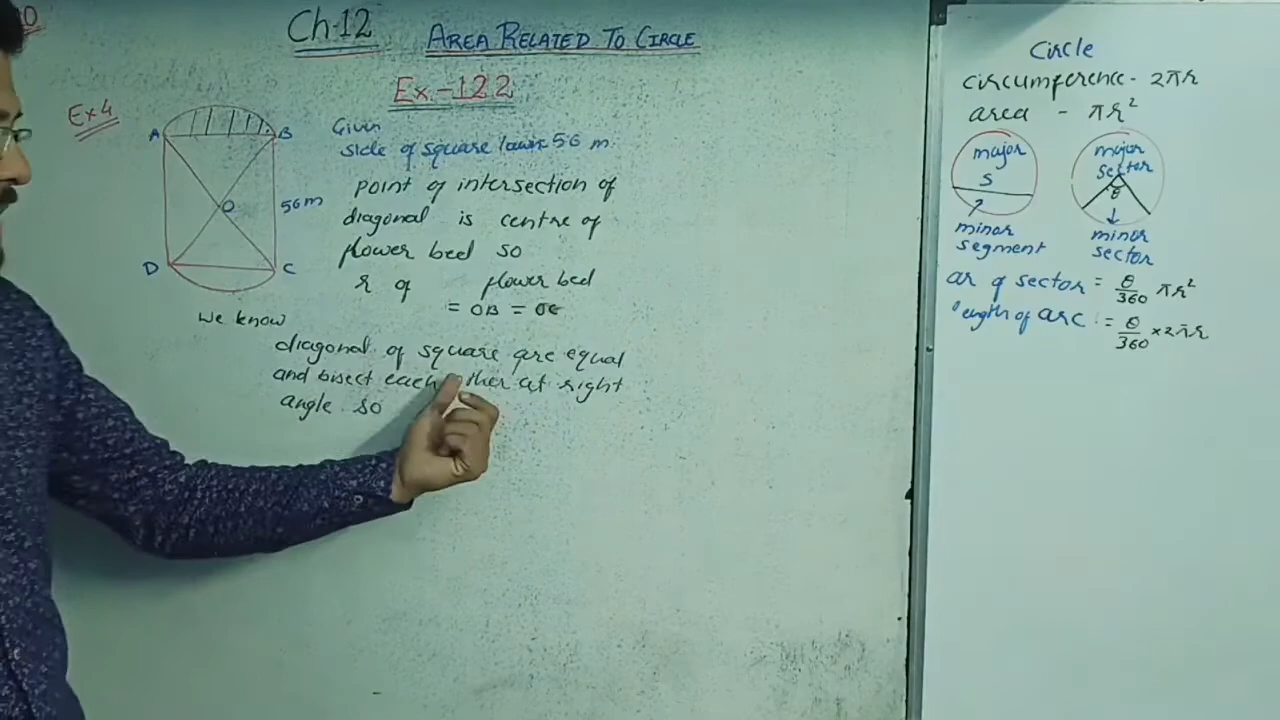 Ch-12
AREA RELATED TO CIRCLE
Ex-12.2
Ex 4
A
B
O
56 m
D
C
Given
side of square lawn 56 m.
point of intersection of
diagonal is centre of
flower bed so
r of flower bed
= OB = OC
we know
diagonal of square are equal
and bisect each other at right
angle so
Circle
circumference - 2πr
area - πr²
major
S
minor
segment
major
sector
θ
minor
sector
ar of sector = θ/360 πr²
length of arc = θ/360 × 2πr